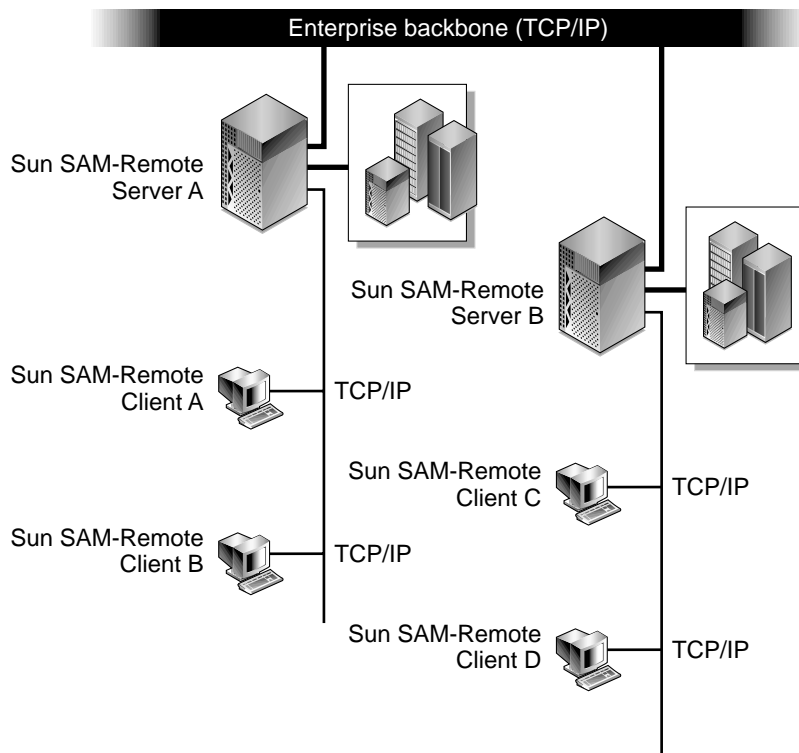 Enterprise backbone (TCP/IP)
Sun SAM-Remote
Server A
Sun SAM-Remote
Server B
Sun SAM-Remote
Client A
TCP/IP
Sun SAM-Remote
Client C
TCP/IP
Sun SAM-Remote
Client B
TCP/IP
Sun SAM-Remote
Client D
TCP/IP